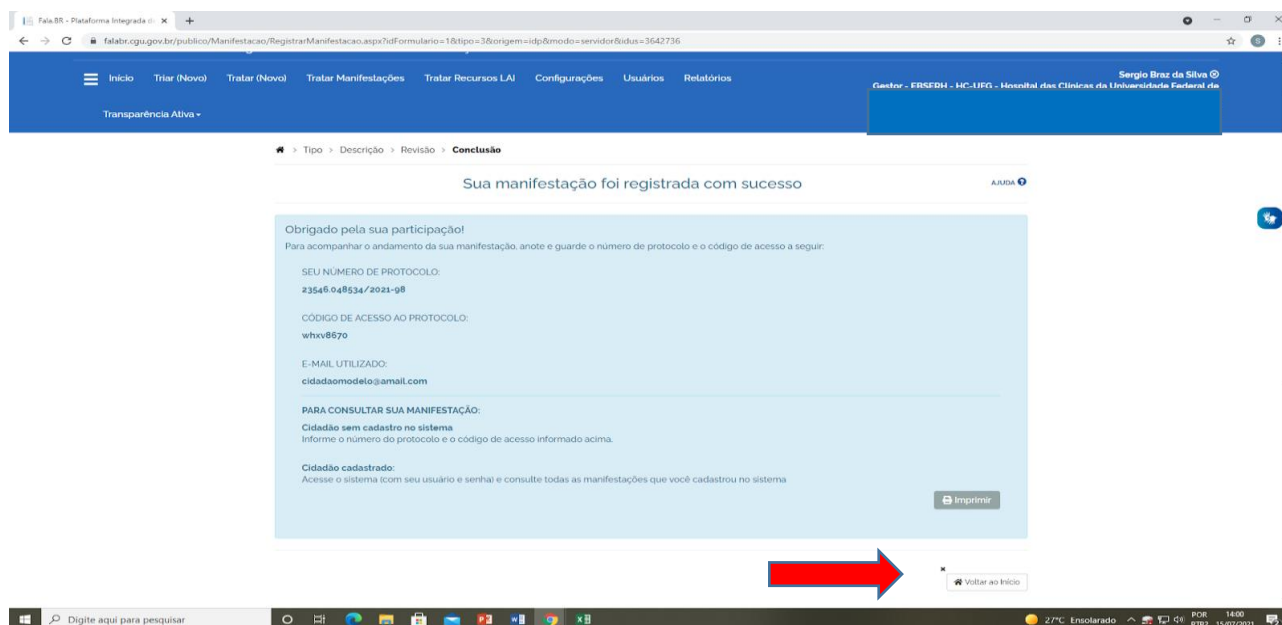 Fala.BR - Plataforma Integrada de
falabr.cgu.gov.br/publico/Manifestacao/RegistrarManifestacao.aspx?idFormulario=1&tipo=3&origem=idp&modo=servidor&idus=3642736
S
Início Triar (Novo) Tratar (Novo) Tratar Manifestações Tratar Recursos LAI Configurações Usuários Relatórios
Sergio Braz da Silva
Gestor - EBSERH - HC-UFG - Hospital das Clínicas da Universidade Federal de
Transparência Ativa
> Tipo > Descrição > Revisão > Conclusão
Sua manifestação foi registrada com sucesso
AJUDA
Obrigado pela sua participação!
Para acompanhar o andamento da sua manifestação, anote e guarde o número de protocolo e o código de acesso a seguir:
SEU NÚMERO DE PROTOCOLO:
23546.048534/2021-98
CÓDIGO DE ACESSO AO PROTOCOLO:
whxv8670
E-MAIL UTILIZADO:
cidadaomodelo@amail.com
PARA CONSULTAR SUA MANIFESTAÇÃO:
Cidadão sem cadastro no sistema
Informe o número do protocolo e o código de acesso informado acima.
Cidadão cadastrado:
Acesse o sistema (com seu usuário e senha) e consulte todas as manifestações que você cadastrou no sistema
Imprimir
Voltar ao Início
Digite aqui para pesquisar
27°C Ensolarado
POR
PTB2
14:00
15/07/2021